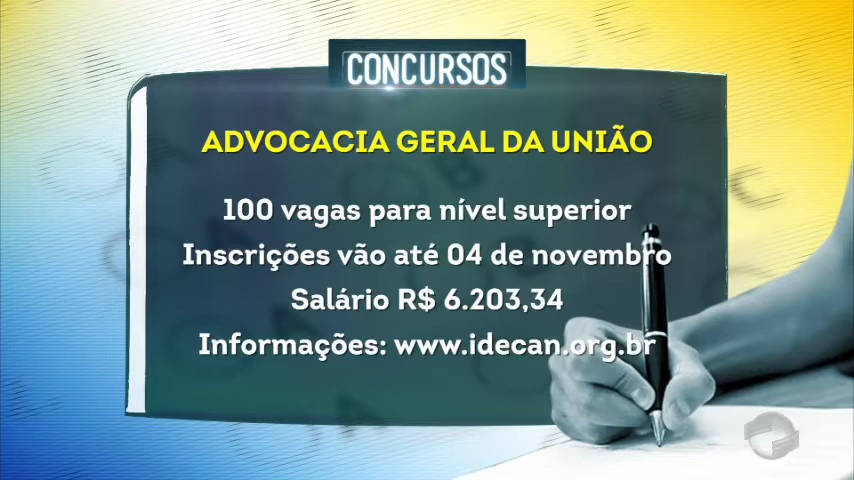 CONCURSOS
ADVOCACIA GERAL DA UNIÃO
100 vagas para nível superior
Inscrições vão até 04 de novembro
Salário R$ 6.203,34
Informações: www.idecan.org.br